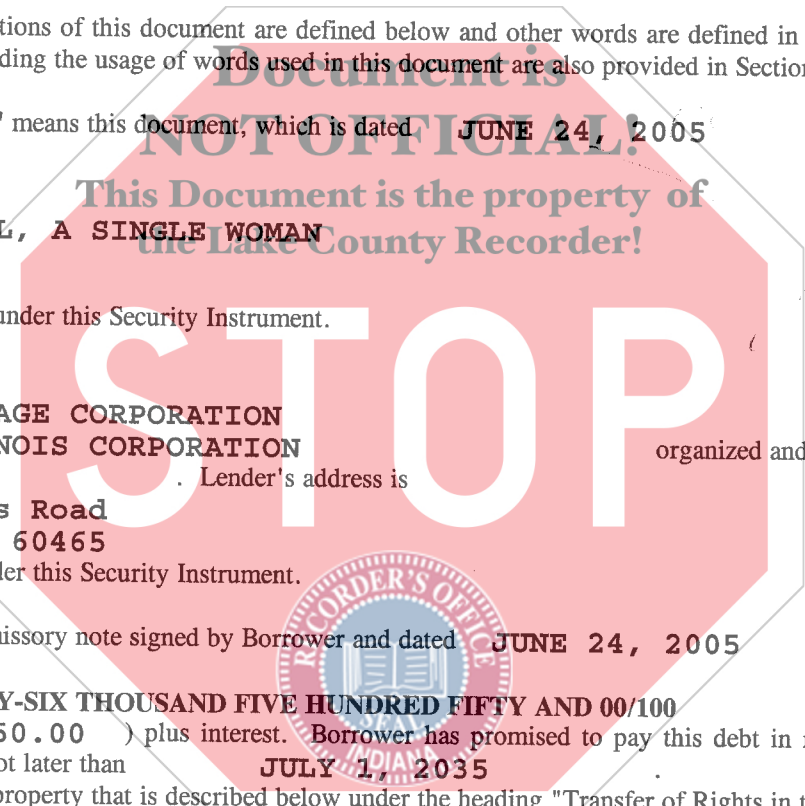 tions of this document are defined below and other words are defined in
ding the usage of words used in this document are also provided in Section
Document is
' means this document, which is dated JUNE 24, 2005
NOT OFFICIAL!
This Document is the property of
L, A SINGLE WOMAN
the Lake County Recorder!
under this Security Instrument.
STOP
AGE CORPORATION
NOIS CORPORATION organized and
. Lender's address is
s Road
60465
der this Security Instrument.
RECORDER'S OFFICE
issory note signed by Borrower and dated JUNE 24, 2005
Y-SIX THOUSAND FIVE HUNDRED FIFTY AND 00/100
SEAL
50.00 ) plus interest. Borrower has promised to pay this debt in
INDIANA
ot later than JULY 1, 2035 .
property that is described below under the heading "Transfer of Rights in t